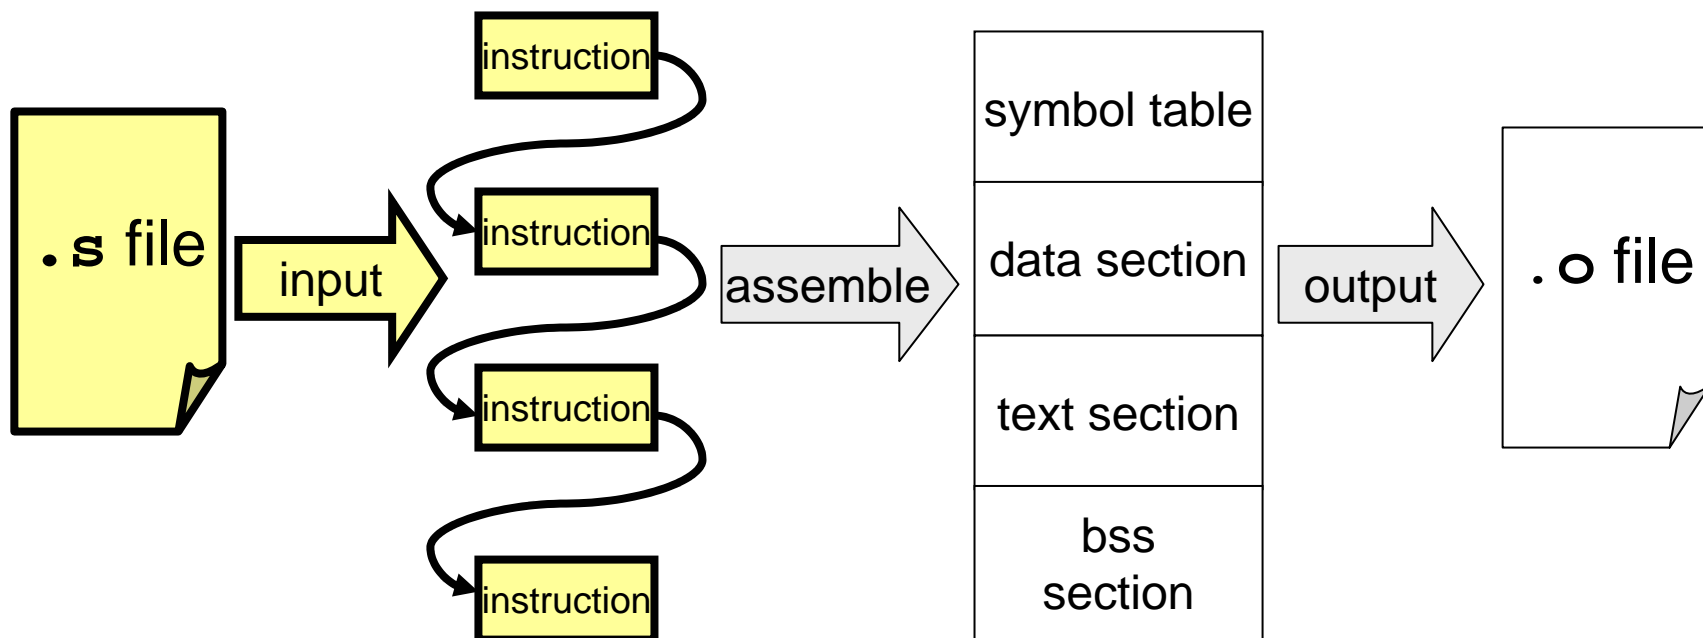 .s file
input
instruction
instruction
instruction
instruction
assemble
symbol table
data section
text section
bss
section
output
.o file